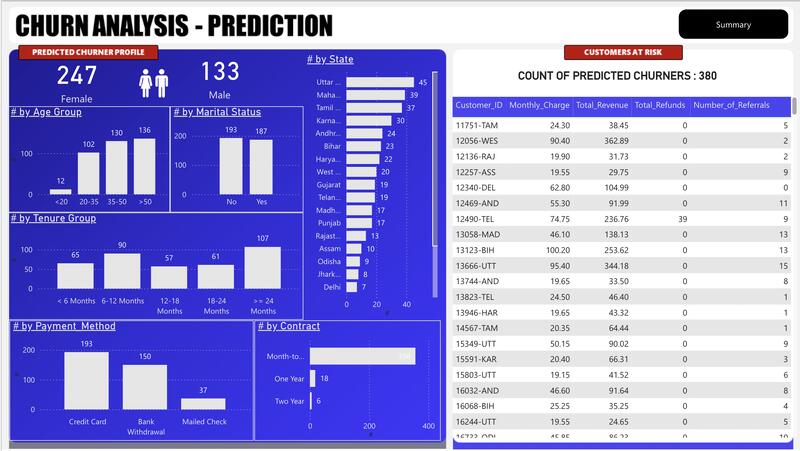 CHURN ANALYSIS - PREDICTION
Summary
PREDICTED CHURNER PROFILE
247
Female
133
Male
# by Age Group
100
0
12
102
130
136
<20
20-35
35-50
>50
# by Marital Status
200
100
0
193
187
No
Yes
# by Tenure Group
100
50
0
65
90
57
61
107
< 6 Months
6-12 Months
12-18 Months
18-24 Months
>= 24 Months
# by Payment_Method
200
100
0
193
150
37
Credit Card
Bank Withdrawal
Mailed Check
# by State
Uttar ... 45
Maha... 39
Tamil ... 37
Karna... 30
Andhr... 24
Bihar 23
Harya... 22
West ... 20
Gujarat 19
Telan... 19
Madh... 17
Punjab 17
Rajast... 13
Assam 10
Odisha 9
Jhark... 8
Delhi 7
0 20 40
#
# by Contract
Month-to...
One Year 18
Two Year 6
0 200 400
#
CUSTOMERS AT RISK
COUNT OF PREDICTED CHURNERS : 380
Customer_ID Monthly_Charge Total_Revenue Total_Refunds Number_of_Referrals
11751-TAM 24.30 38.45 0 5
12056-WES 90.40 362.89 0 2
12136-RAJ 19.90 31.73 0 2
12257-ASS 19.55 29.75 0 9
12340-DEL 62.80 104.99 0 0
12469-AND 55.30 91.99 0 11
12490-TEL 74.75 236.76 39 9
13058-MAD 46.10 138.13 0 13
13123-BIH 100.20 253.62 0 13
13666-UTT 95.40 344.18 0 15
13744-AND 19.65 33.50 0 8
13823-TEL 24.50 46.40 0 1
13946-HAR 19.65 43.32 0 1
14567-TAM 20.35 64.44 0 1
15349-UTT 50.15 90.02 0 9
15591-KAR 20.40 66.31 0 3
15803-UTT 19.15 41.52 0 6
16032-AND 46.60 91.64 0 8
16068-BIH 25.25 35.25 0 4
16244-UTT 19.55 24.65 0 5